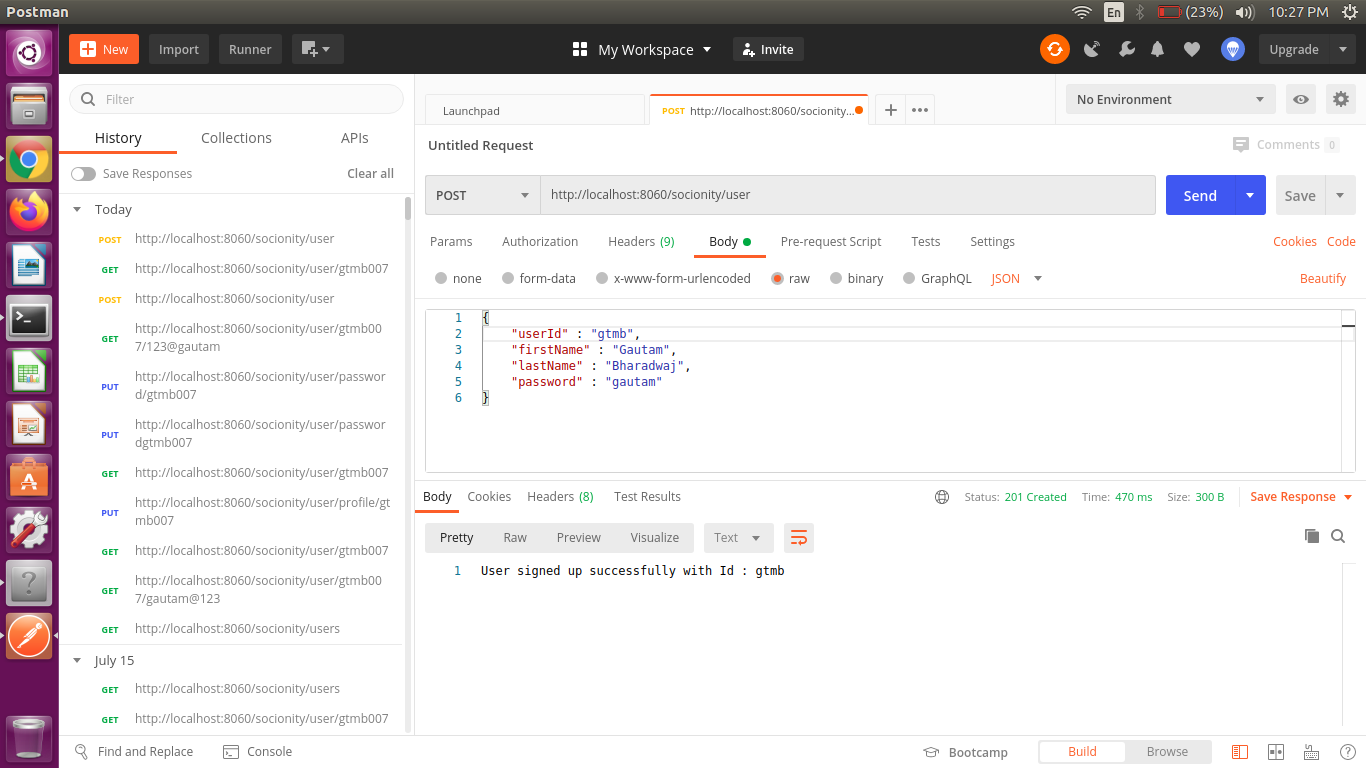 Postman
En
(23%)
10:27 PM
New
Import
Runner
My Workspace
Invite
Upgrade
Filter
History
Collections
APIs
Save Responses
Clear all
Today
POST http://localhost:8060/socionity/user
GET http://localhost:8060/socionity/user/gtmb007
POST http://localhost:8060/socionity/user
GET http://localhost:8060/socionity/user/gtmb00
7/123@gautam
PUT http://localhost:8060/socionity/user/passwor
d/gtmb007
PUT http://localhost:8060/socionity/user/passwor
dgtmb007
GET http://localhost:8060/socionity/user/gtmb007
PUT http://localhost:8060/socionity/user/profile/gt
mb007
GET http://localhost:8060/socionity/user/gtmb007
GET http://localhost:8060/socionity/user/gtmb00
7/gautam@123
GET http://localhost:8060/socionity/users
July 15
GET http://localhost:8060/socionity/users
GET http://localhost:8060/socionity/user/gtmb007
Launchpad
POST http://localhost:8060/socionity...
No Environment
Untitled Request
Comments 0
POST
http://localhost:8060/socionity/user
Send
Save
Params
Authorization
Headers (9)
Body
Pre-request Script
Tests
Settings
Cookies
Code
none
form-data
x-www-form-urlencoded
raw
binary
GraphQL
JSON
Beautify
1 {
2 "userId" : "gtmb",
3 "firstName" : "Gautam",
4 "lastName" : "Bharadwaj",
5 "password" : "gautam"
6 }
Body
Cookies
Headers (8)
Test Results
Status: 201 Created
Time: 470 ms
Size: 300 B
Save Response
Pretty
Raw
Preview
Visualize
Text
1 User signed up successfully with Id : gtmb
Find and Replace
Console
Bootcamp
Build
Browse